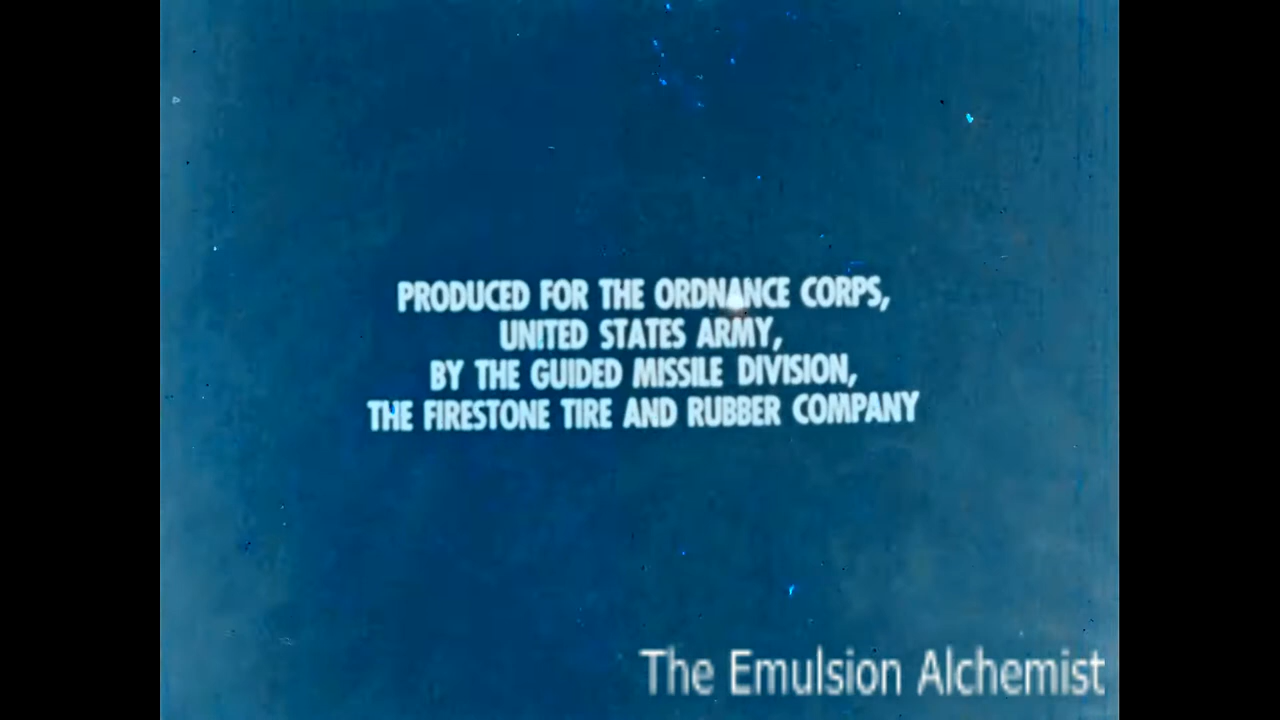 PRODUCED FOR THE ORDNANCE CORPS,
UNITED STATES ARMY,
BY THE GUIDED MISSILE DIVISION,
THE FIRESTONE TIRE AND RUBBER COMPANY
The Emulsion Alchemist